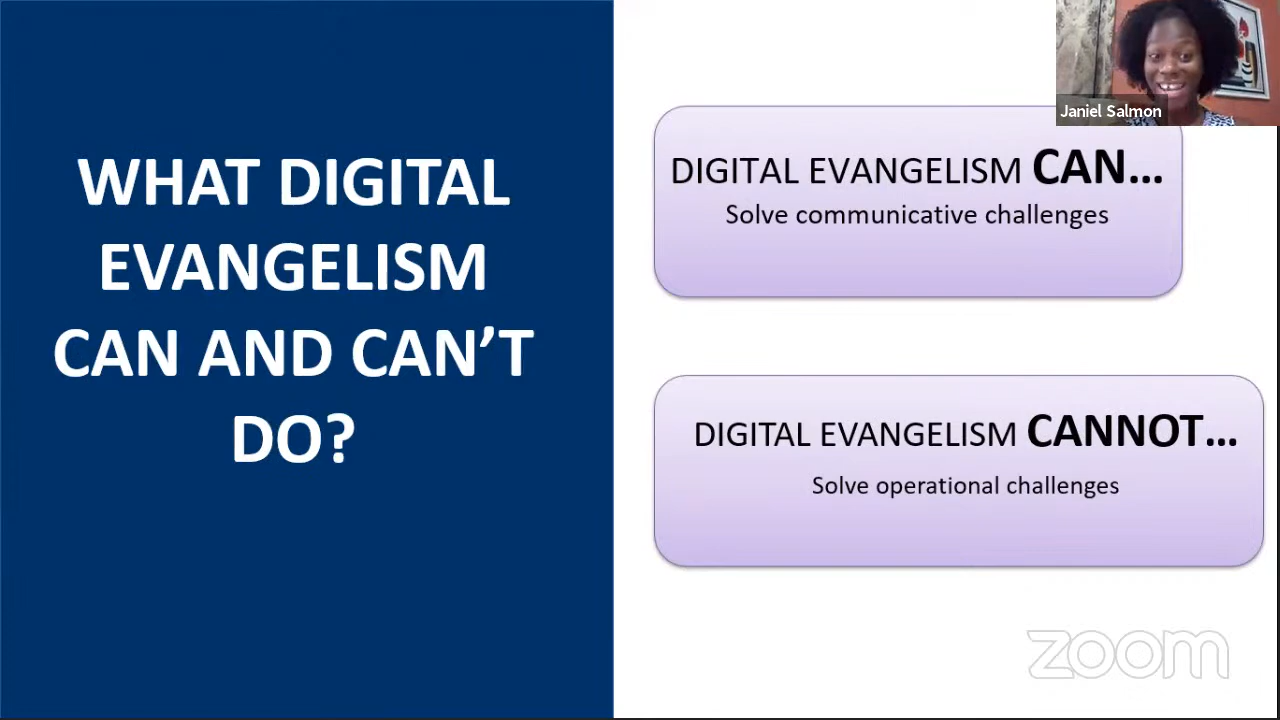 WHAT DIGITAL
EVANGELISM
CAN AND CAN’T
DO?
Janiel Salmon
DIGITAL EVANGELISM CAN...
Solve communicative challenges
DIGITAL EVANGELISM CANNOT...
Solve operational challenges
zoom